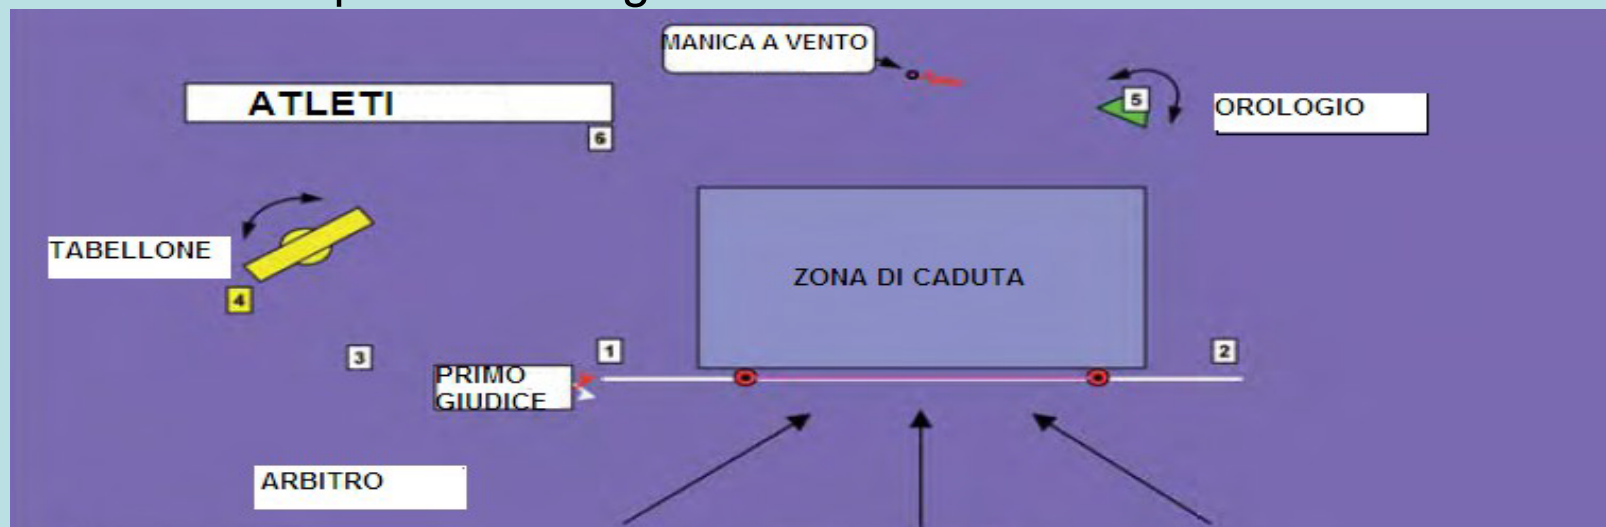 MANICA A VENTO
ATLETI
5
OROLOGIO
6
TABELLONE
ZONA DI CADUTA
4
3
1
2
PRIMO
GIUDICE
ARBITRO